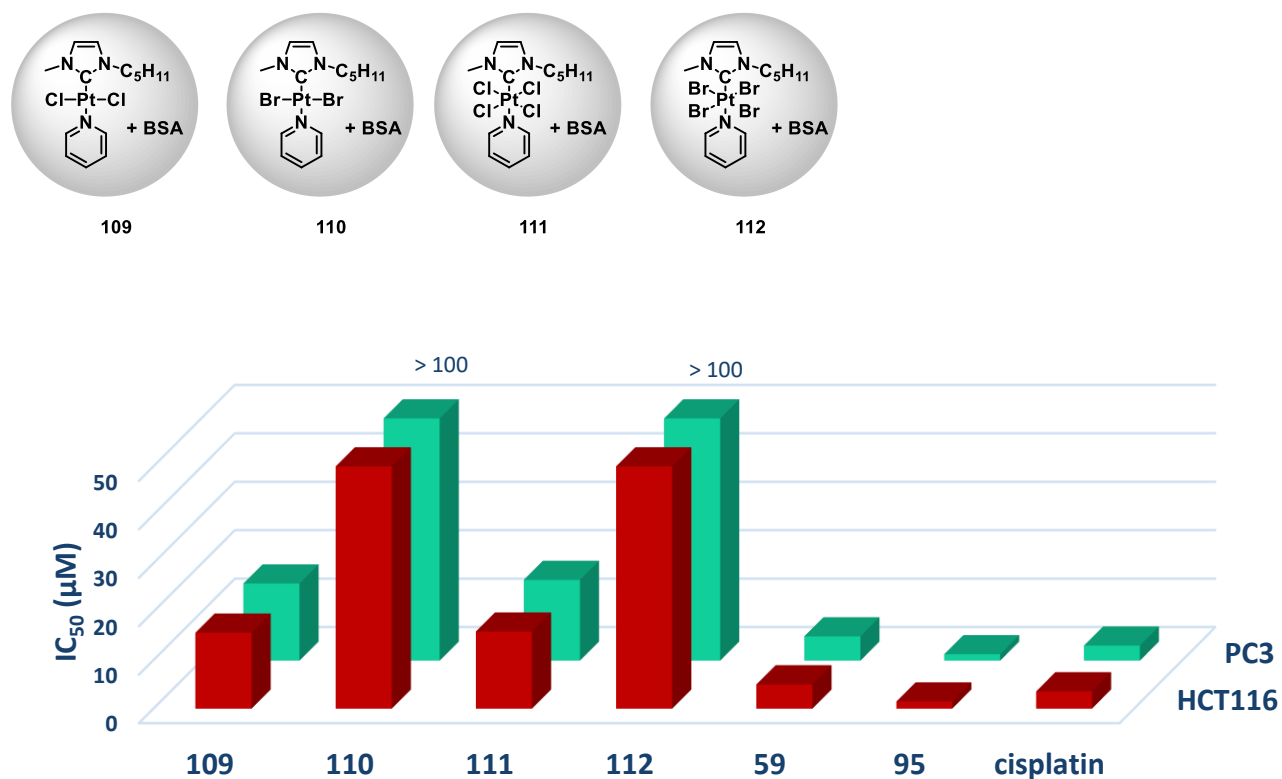 N N C₅H₁₁
C
Cl Pt Cl
N + BSA
109
N N C₅H₁₁
C
Br Pt Br
N + BSA
110
N N C₅H₁₁
Cl C Cl
Cl Pt Cl
N + BSA
111
N N C₅H₁₁
Br C Br
Br Pt Br
N + BSA
112
> 100
> 100
IC₅₀ (μM)
50
40
30
20
10
0
PC3
HCT116
109 110 111 112 59 95 cisplatin